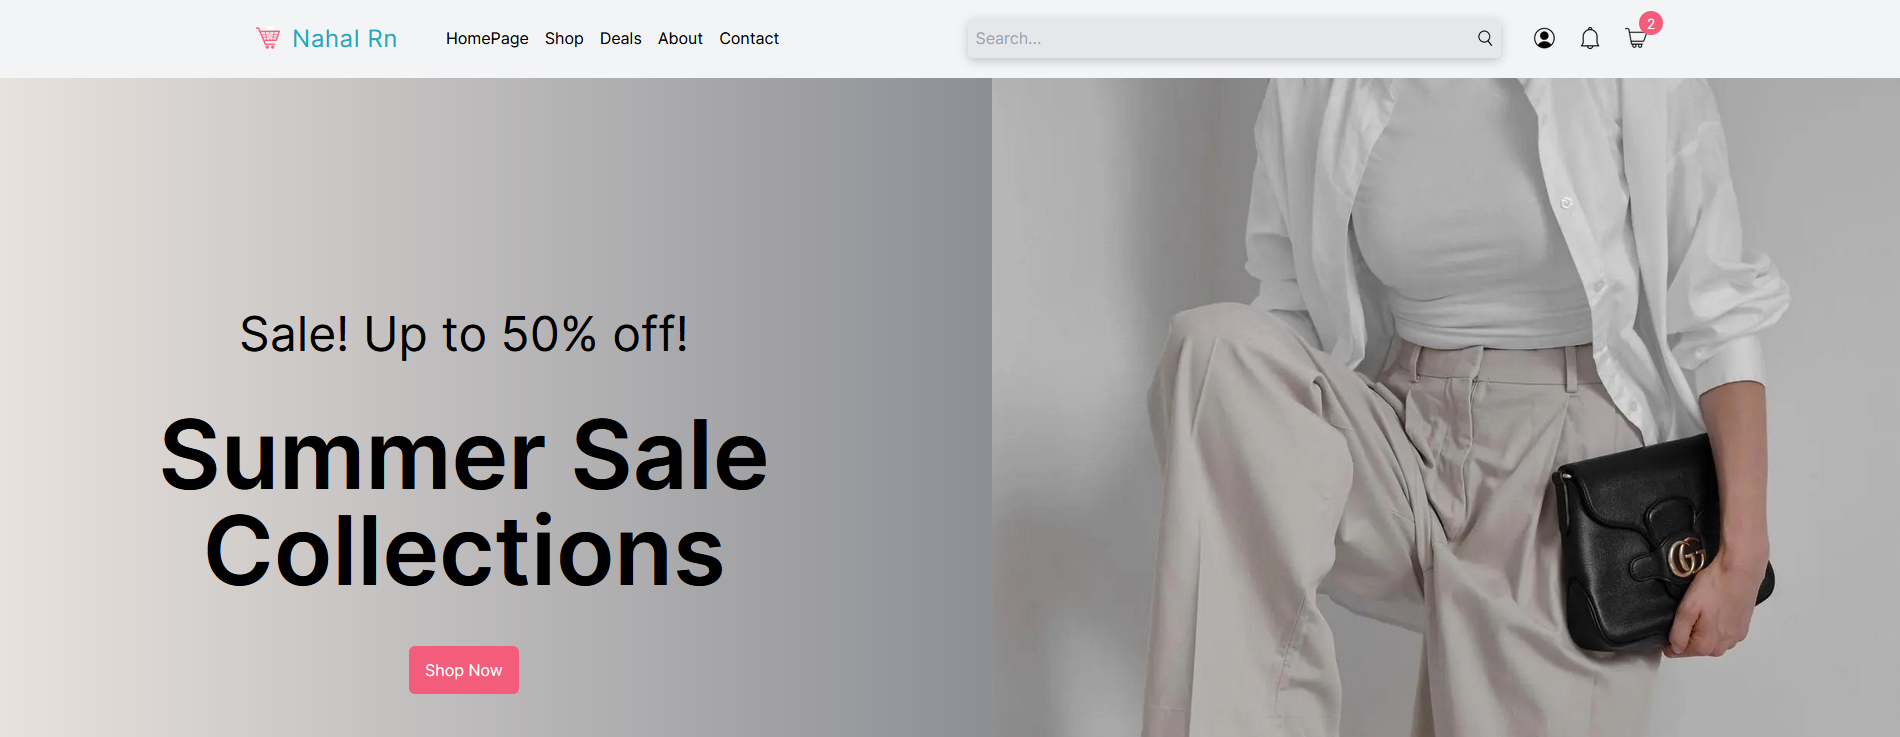 Nahal Rn
HomePage Shop Deals About Contact
Search...
2
Sale! Up to 50% off!
Summer Sale
Collections
Shop Now